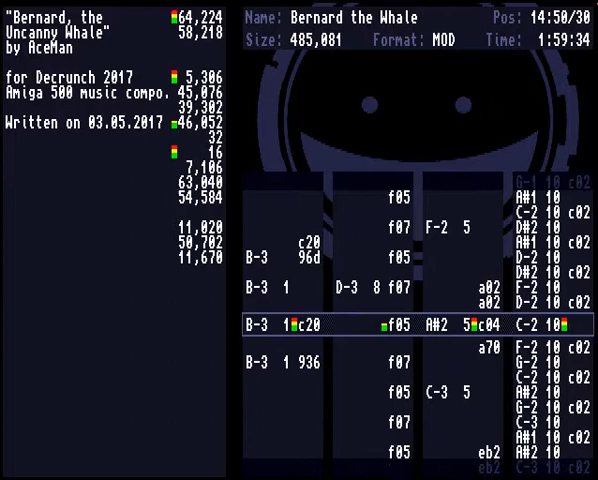 "Bernard, the 64,224
Uncanny Whale" 58,218
by AceMan
for Decrunch 2017 5,306
Amiga 500 music compo. 45,076
39,302
Written on 03.05.2017 46,052
32
16
7,106
63,040
54,584
11,020
50,702
11,670
Name: Bernard the Whale Pos: 14:50/30
Size: 485,081 Format: MOD Time: 1:59:34
G-1 10 c02
f05 A#1 10
C-2 10 c02
f07 F-2 5 D#2 10
c20 A#1 10 c02
B-3 96d f05 D-2 10
D#2 10 c02
B-3 1 D-3 8 f07 a02 F-2 10
a02 D-2 10 c02
B-3 1 c20 f05 A#2 5 c04 C-2 10
a70 F-2 10 c02
B-3 1 936 f07 G-2 10
C-2 10 c02
f05 C-3 5 A#2 10
G-2 10 c02
f07 C-3 10
A#1 10 c02
f05 eb2 A#2 10
eb2 C-3 10 c02